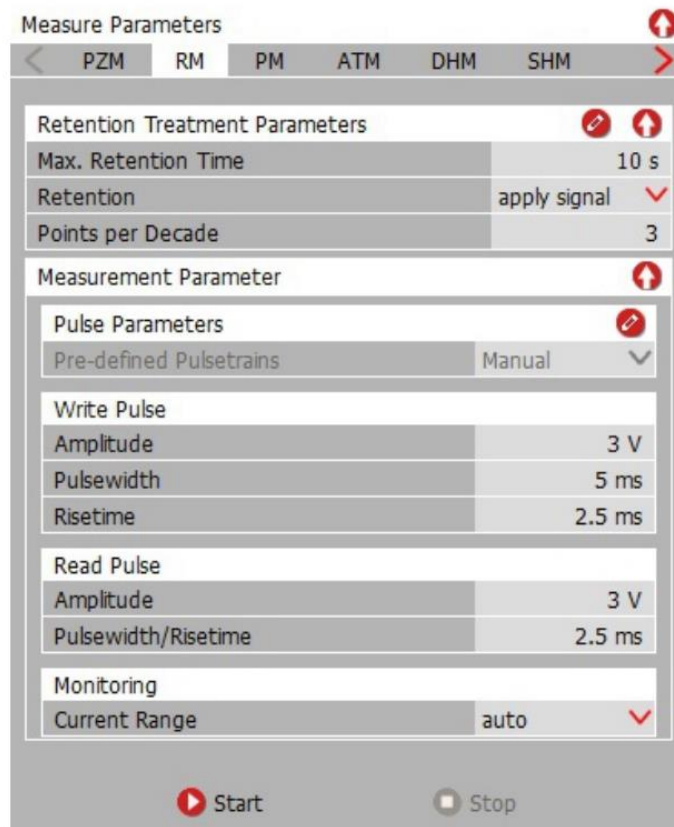 Measure Parameters
PZM RM PM ATM DHM SHM
Retention Treatment Parameters
Max. Retention Time 10 s
Retention apply signal
Points per Decade 3
Measurement Parameter
Pulse Parameters
Pre-defined Pulsetrains Manual
Write Pulse
Amplitude 3 V
Pulsewidth 5 ms
Risetime 2.5 ms
Read Pulse
Amplitude 3 V
Pulsewidth/Risetime 2.5 ms
Monitoring
Current Range auto
Start Stop